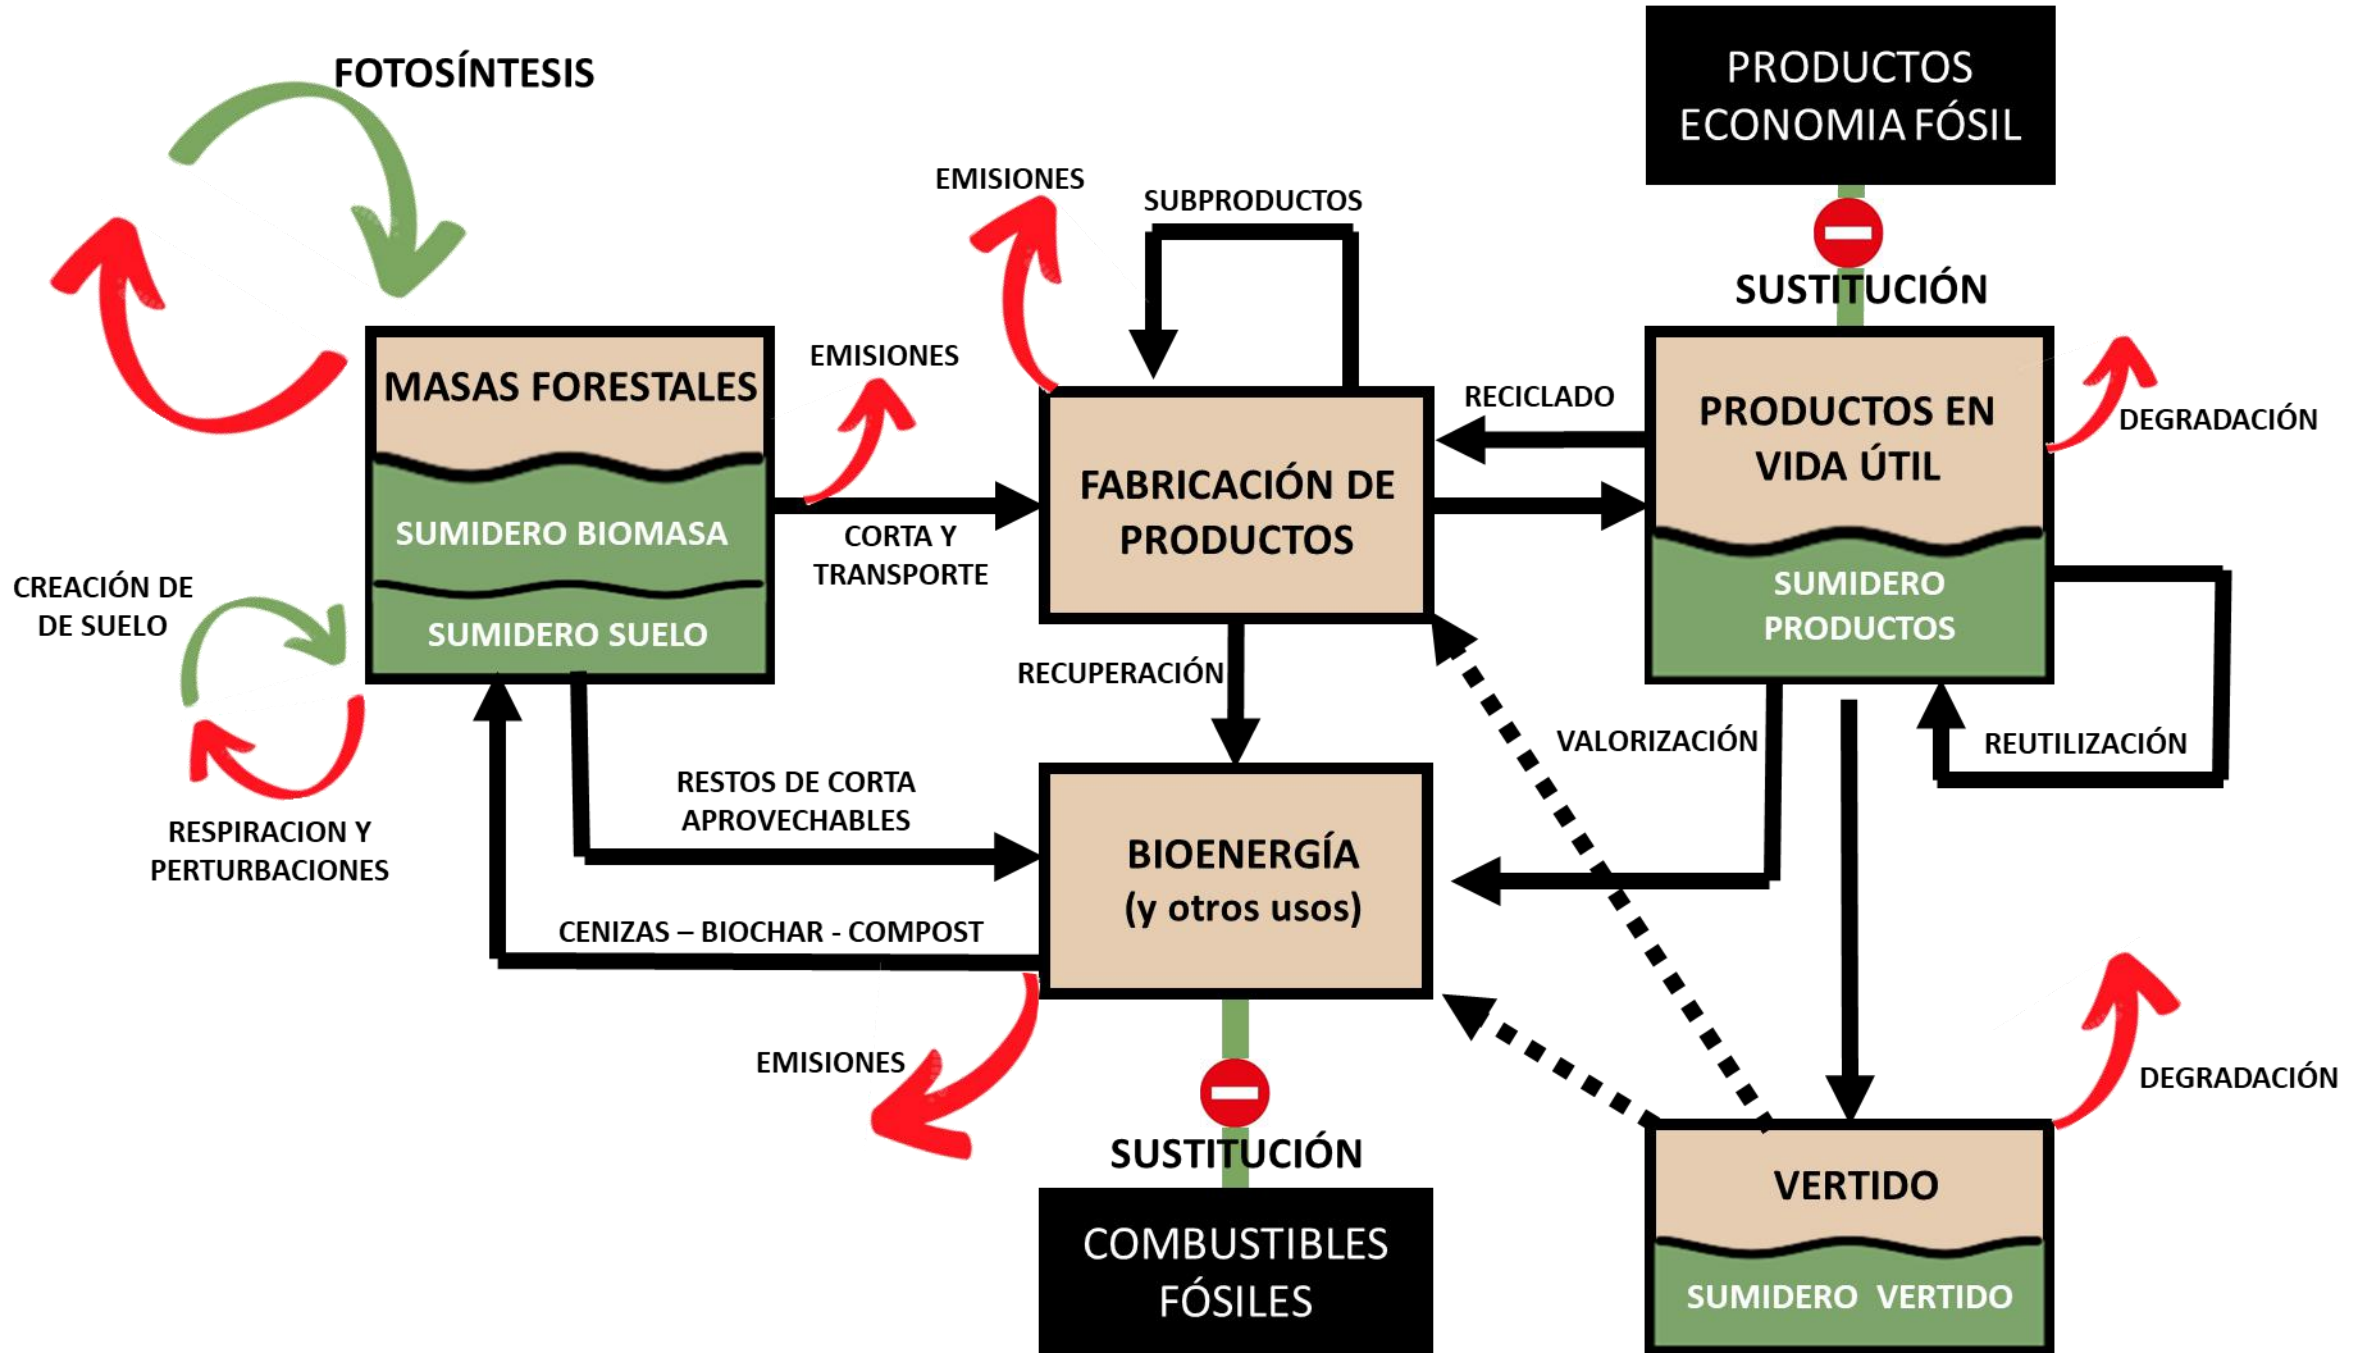 FOTOSÍNTESIS
PRODUCTOS
ECONOMIA FÓSIL
EMISIONES
SUBPRODUCTOS
SUSTITUCIÓN
MASAS FORESTALES
SUMIDERO BIOMASA
SUMIDERO SUELO
EMISIONES
CORTA Y
TRANSPORTE
FABRICACIÓN DE
PRODUCTOS
RECICLADO
PRODUCTOS EN
VIDA ÚTIL
SUMIDERO
PRODUCTOS
DEGRADACIÓN
CREACIÓN DE
DE SUELO
RESPIRACION Y
PERTURBACIONES
RECUPERACIÓN
VALORIZACIÓN
REUTILIZACIÓN
RESTOS DE CORTA
APROVECHABLES
BIOENERGÍA
(y otros usos)
CENIZAS – BIOCHAR - COMPOST
EMISIONES
DEGRADACIÓN
SUSTITUCIÓN
COMBUSTIBLES
FÓSILES
VERTIDO
SUMIDERO VERTIDO